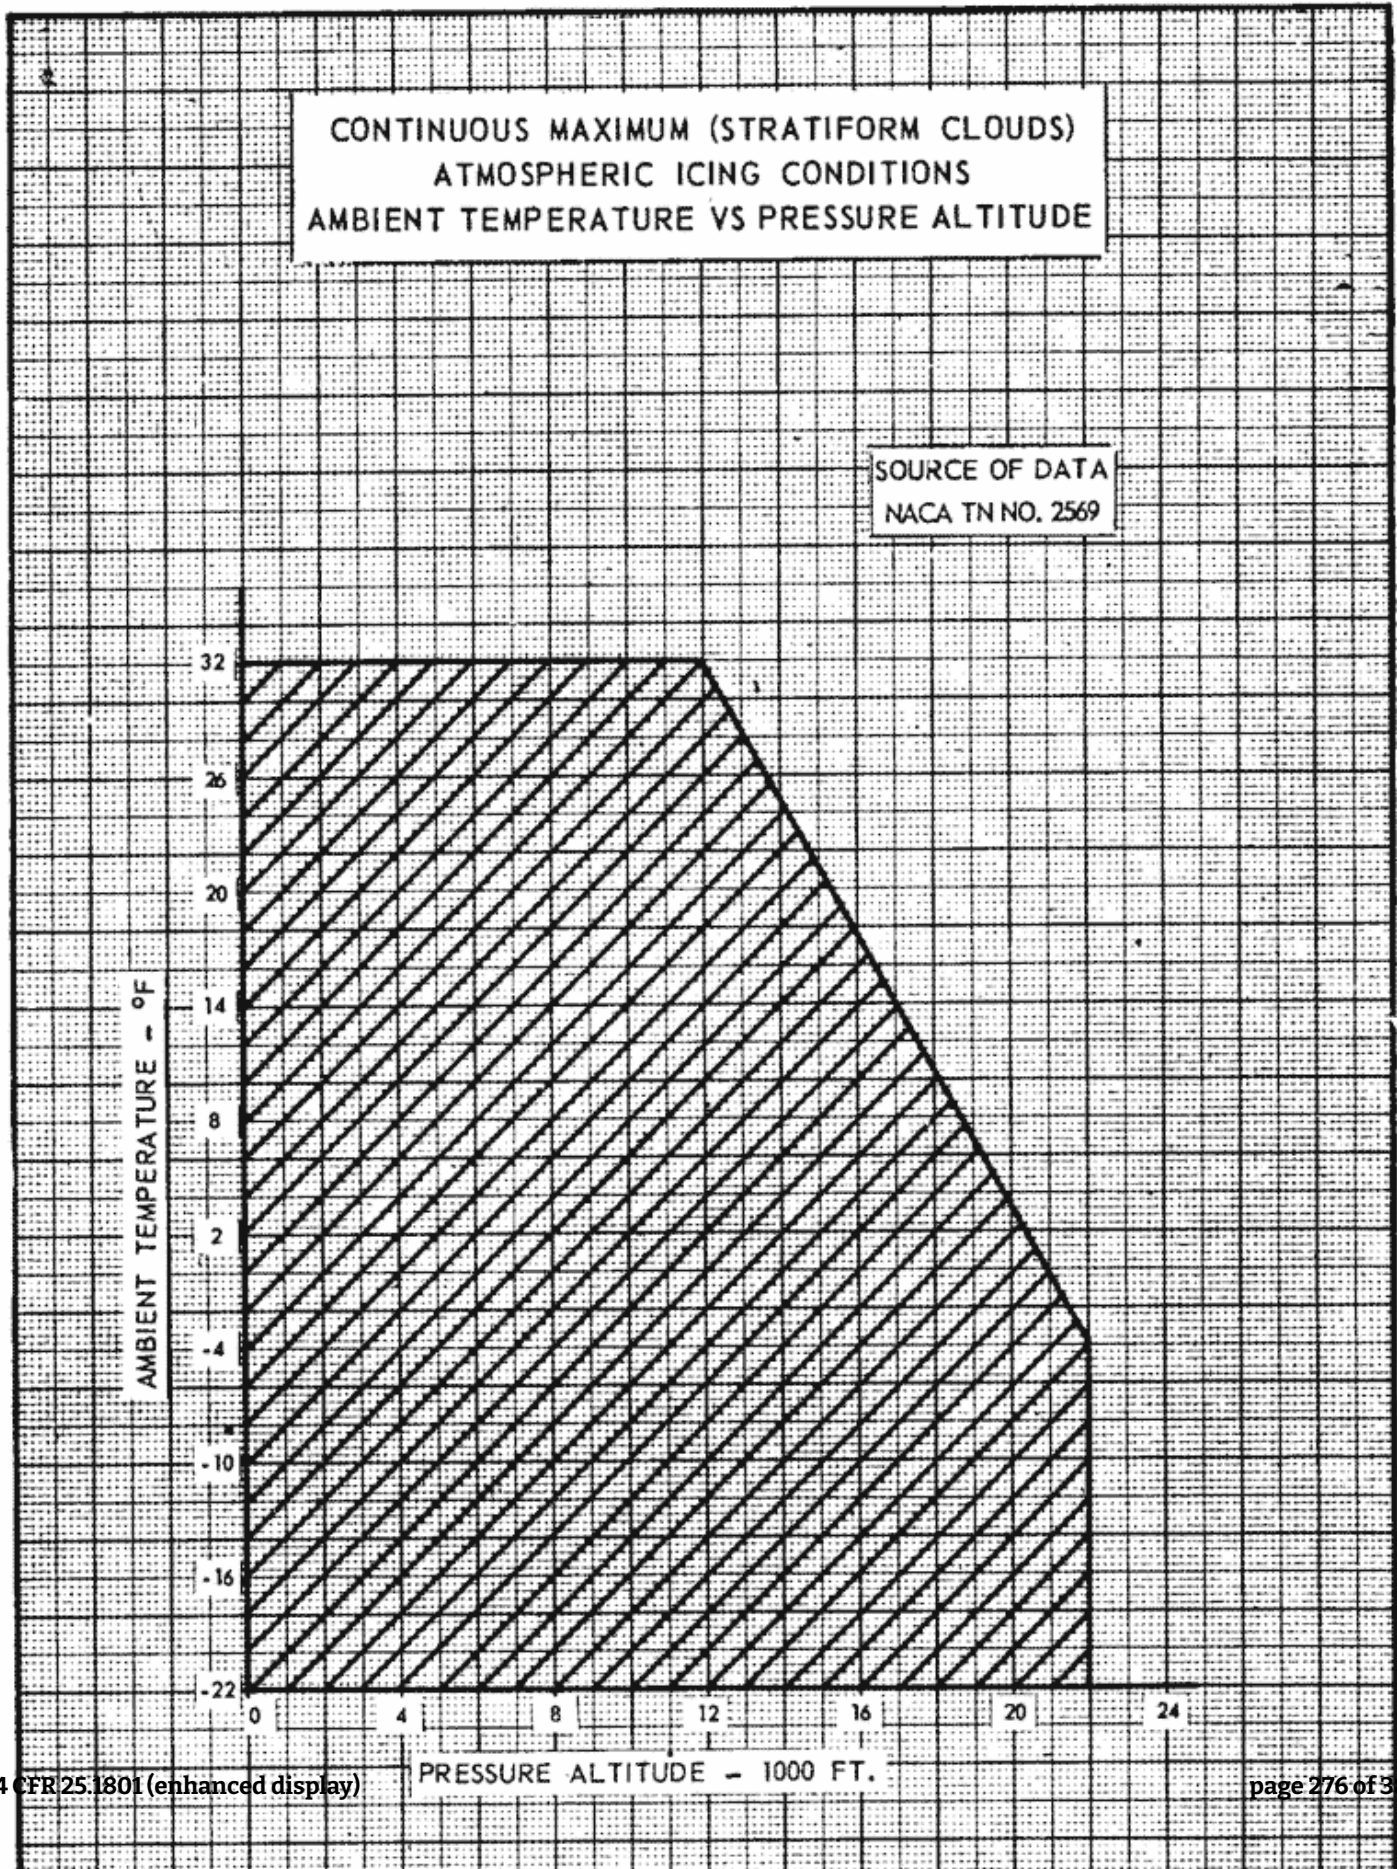 CONTINUOUS MAXIMUM (STRATIFORM CLOUDS)
ATMOSPHERIC ICING CONDITIONS
AMBIENT TEMPERATURE VS PRESSURE ALTITUDE
SOURCE OF DATA
NACA TN NO. 2569
32
26
20
14
8
2
-4
-10
-16
-22
AMBIENT TEMPERATURE - °F
0 4 8 12 16 20 24
PRESSURE ALTITUDE - 1000 FT.
4 CFR 25.1801 (enhanced display)
page 276 of 3